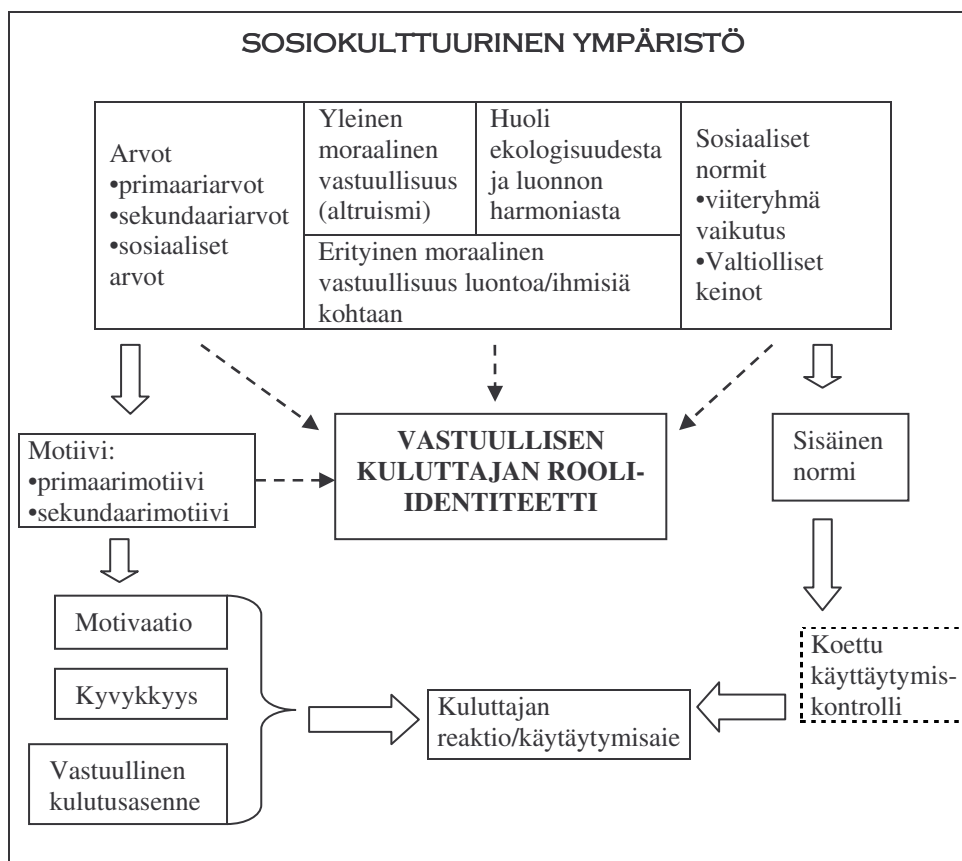 SOSIOKULTTUURINEN YMPÄRISTÖ
Arvot
•primaariarvot
•sekundaariarvot
•sosiaaliset
arvot
Yleinen
moraalinen
vastuullisuus
(altruismi)
Huoli
ekologisuudesta
ja luonnon
harmoniasta
Erityinen moraalinen
vastuullisuus luontoa/ihmisiä
kohtaan
Sosiaaliset
normit
•viiteryhmä
vaikutus
•Valtiolliset
keinot
Motiivi:
•primaarimotiivi
•sekundaarimotiivi
VASTUULLISEN
KULUTTAJAN ROOLI-
IDENTITEETTI
Sisäinen
normi
Motivaatio
Kyvykkyys
Vastuullinen
kulutusasenne
Kuluttajan
reaktio/käytäytymisaie
Koettu
käyttäytymis-
kontrolli